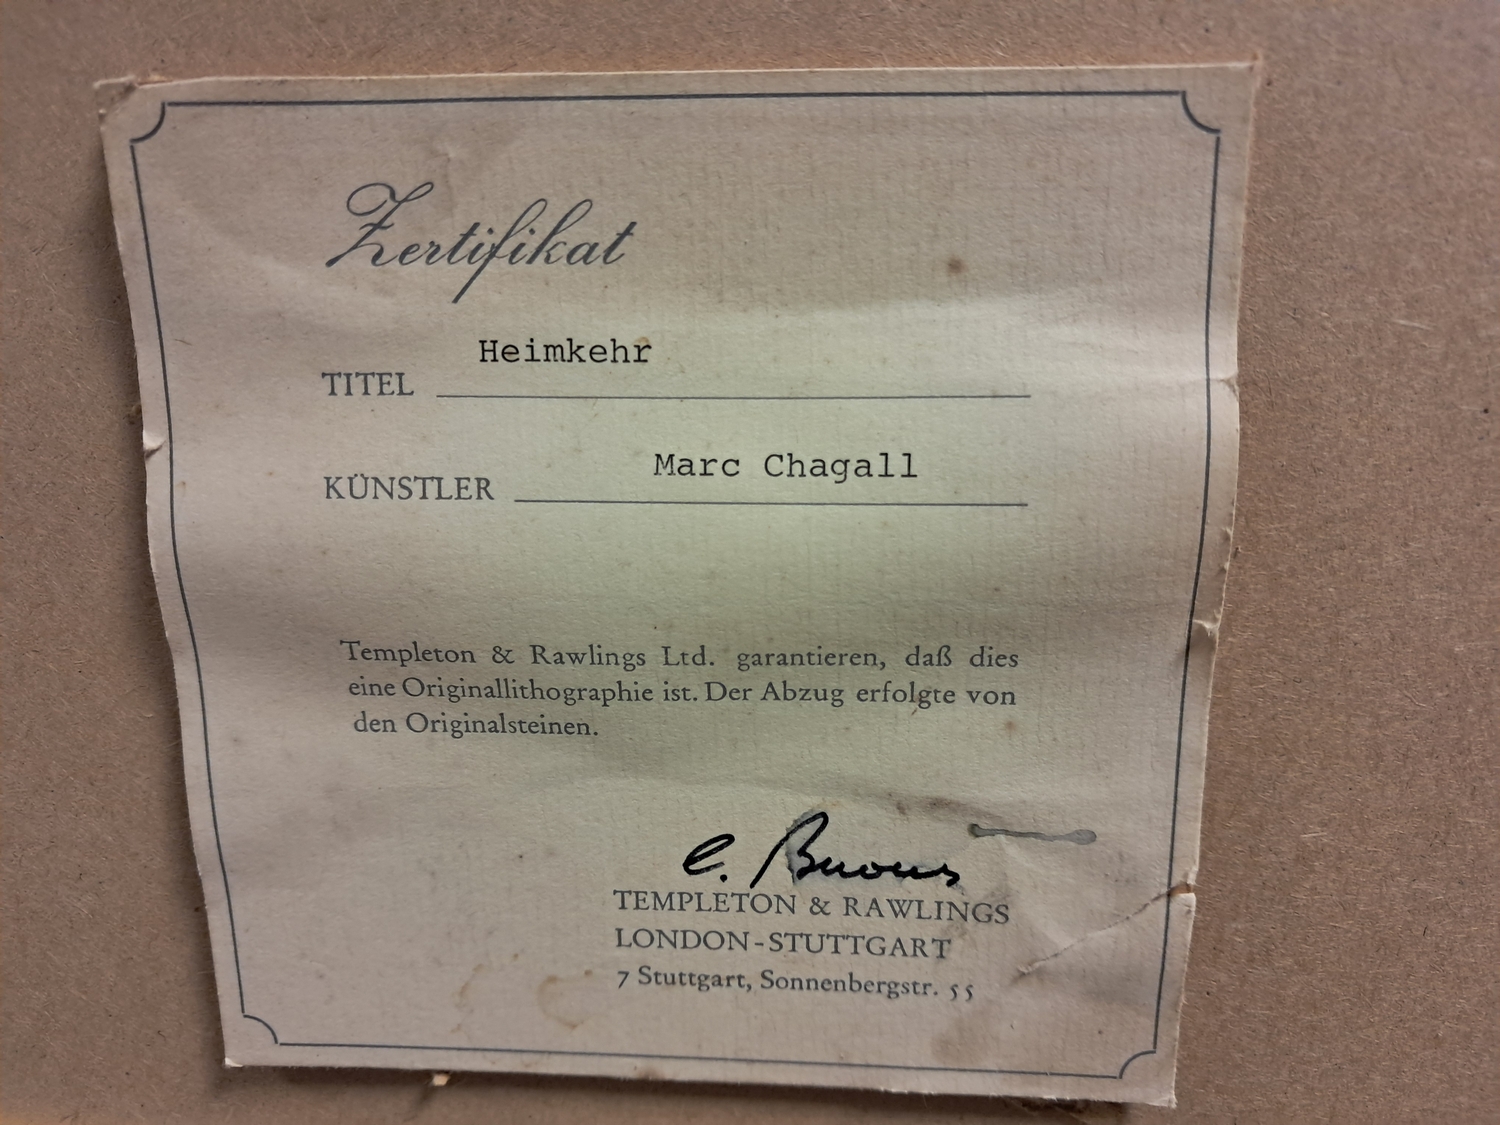 Zertifikat
Heimkehr
TITEL
Marc Chagall
KÜNSTLER
Templeton & Rawlings Ltd. garantieren, daß dies
eine Originallithographie ist. Der Abzug erfolgte von
den Originalsteinen.
TEMPLETON & RAWLINGS
LONDON-STUTTGART
7 Stuttgart, Sonnenbergstr. 55